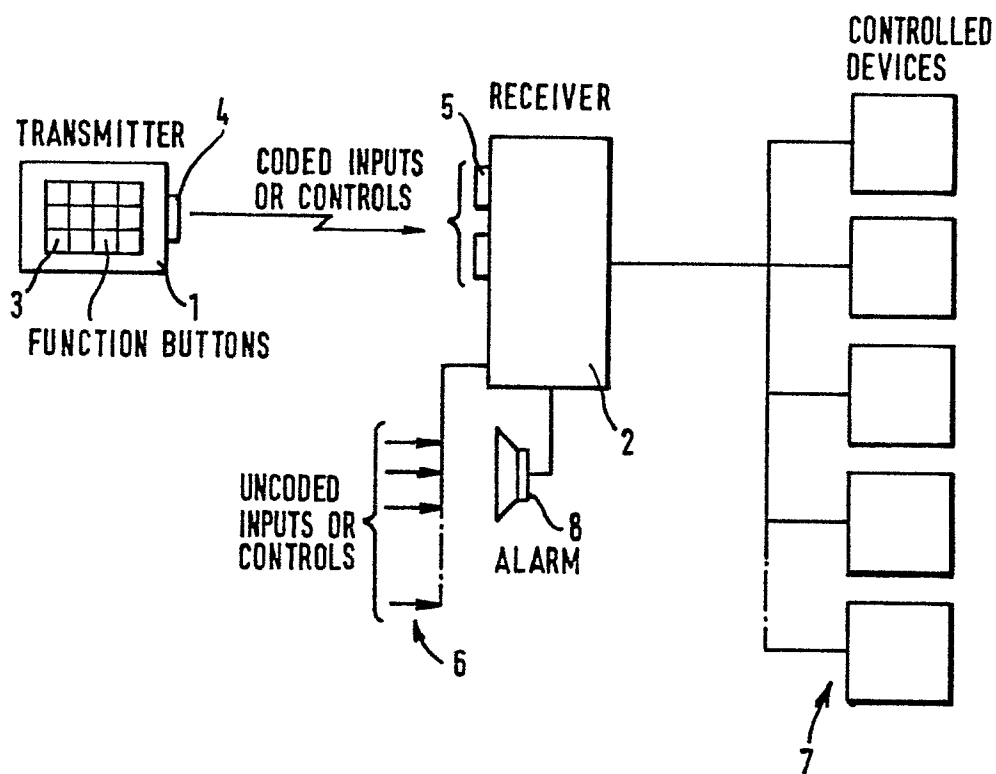 CONTROLLED
DEVICES
RECEIVER
5
4
TRANSMITTER
CODED INPUTS
OR CONTROLS
3
1
FUNCTION BUTTONS
2
UNCODED
INPUTS OR
CONTROLS
8
ALARM
6
7